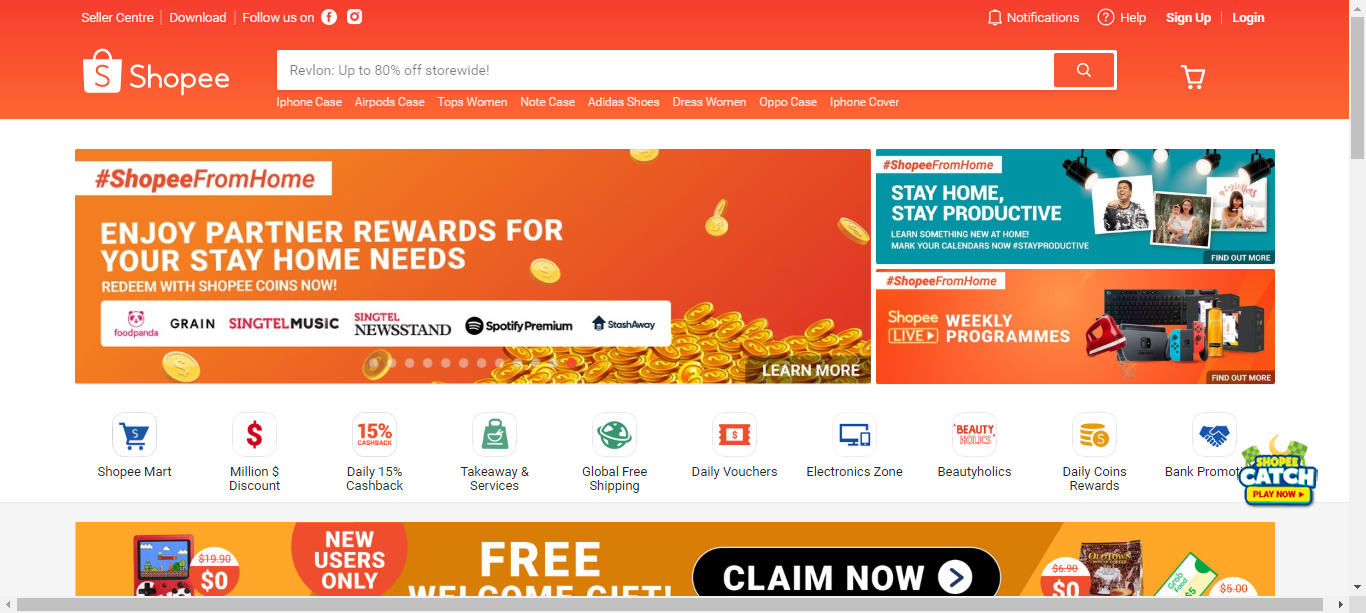 Seller Centre Download Follow us on
Notifications Help Sign Up Login
S Shopee
Revlon: Up to 80% off storewide!
Iphone Case Airpods Case Tops Women Note Case Adidas Shoes Dress Women Oppo Case Iphone Cover
#ShopeeFromHome
ENJOY PARTNER REWARDS FOR
YOUR STAY HOME NEEDS
REDEEM WITH SHOPEE COINS NOW!
foodpanda GRAIN SINGTELMUSIC SINGTEL NEWSSTAND Spotify Premium StashAway
LEARN MORE
#ShopeeFromHome
STAY HOME,
STAY PRODUCTIVE
LEARN SOMETHING NEW AT HOME!
MARK YOUR CALENDARS NOW #STAYPRODUCTIVE
FIND OUT MORE
#ShopeeFromHome
Shopee
LIVE
WEEKLY
PROGRAMMES
FIND OUT MORE
15%
CASHBACK
$
BEAUTY
HOLICS
S
Shopee Mart
Million $
Discount
Daily 15%
Cashback
Takeaway &
Services
Global Free
Shipping
Daily Vouchers
Electronics Zone
Beautyholics
Daily Coins
Rewards
Bank Promoti
SHOPEE
CATCH
PLAY NOW
$19.90
$0
NEW
USERS
ONLY
FREE
WELCOME GIFT!
CLAIM NOW
$6.90
$0
OLDTOWN
Grab
Food
$5
$5.00